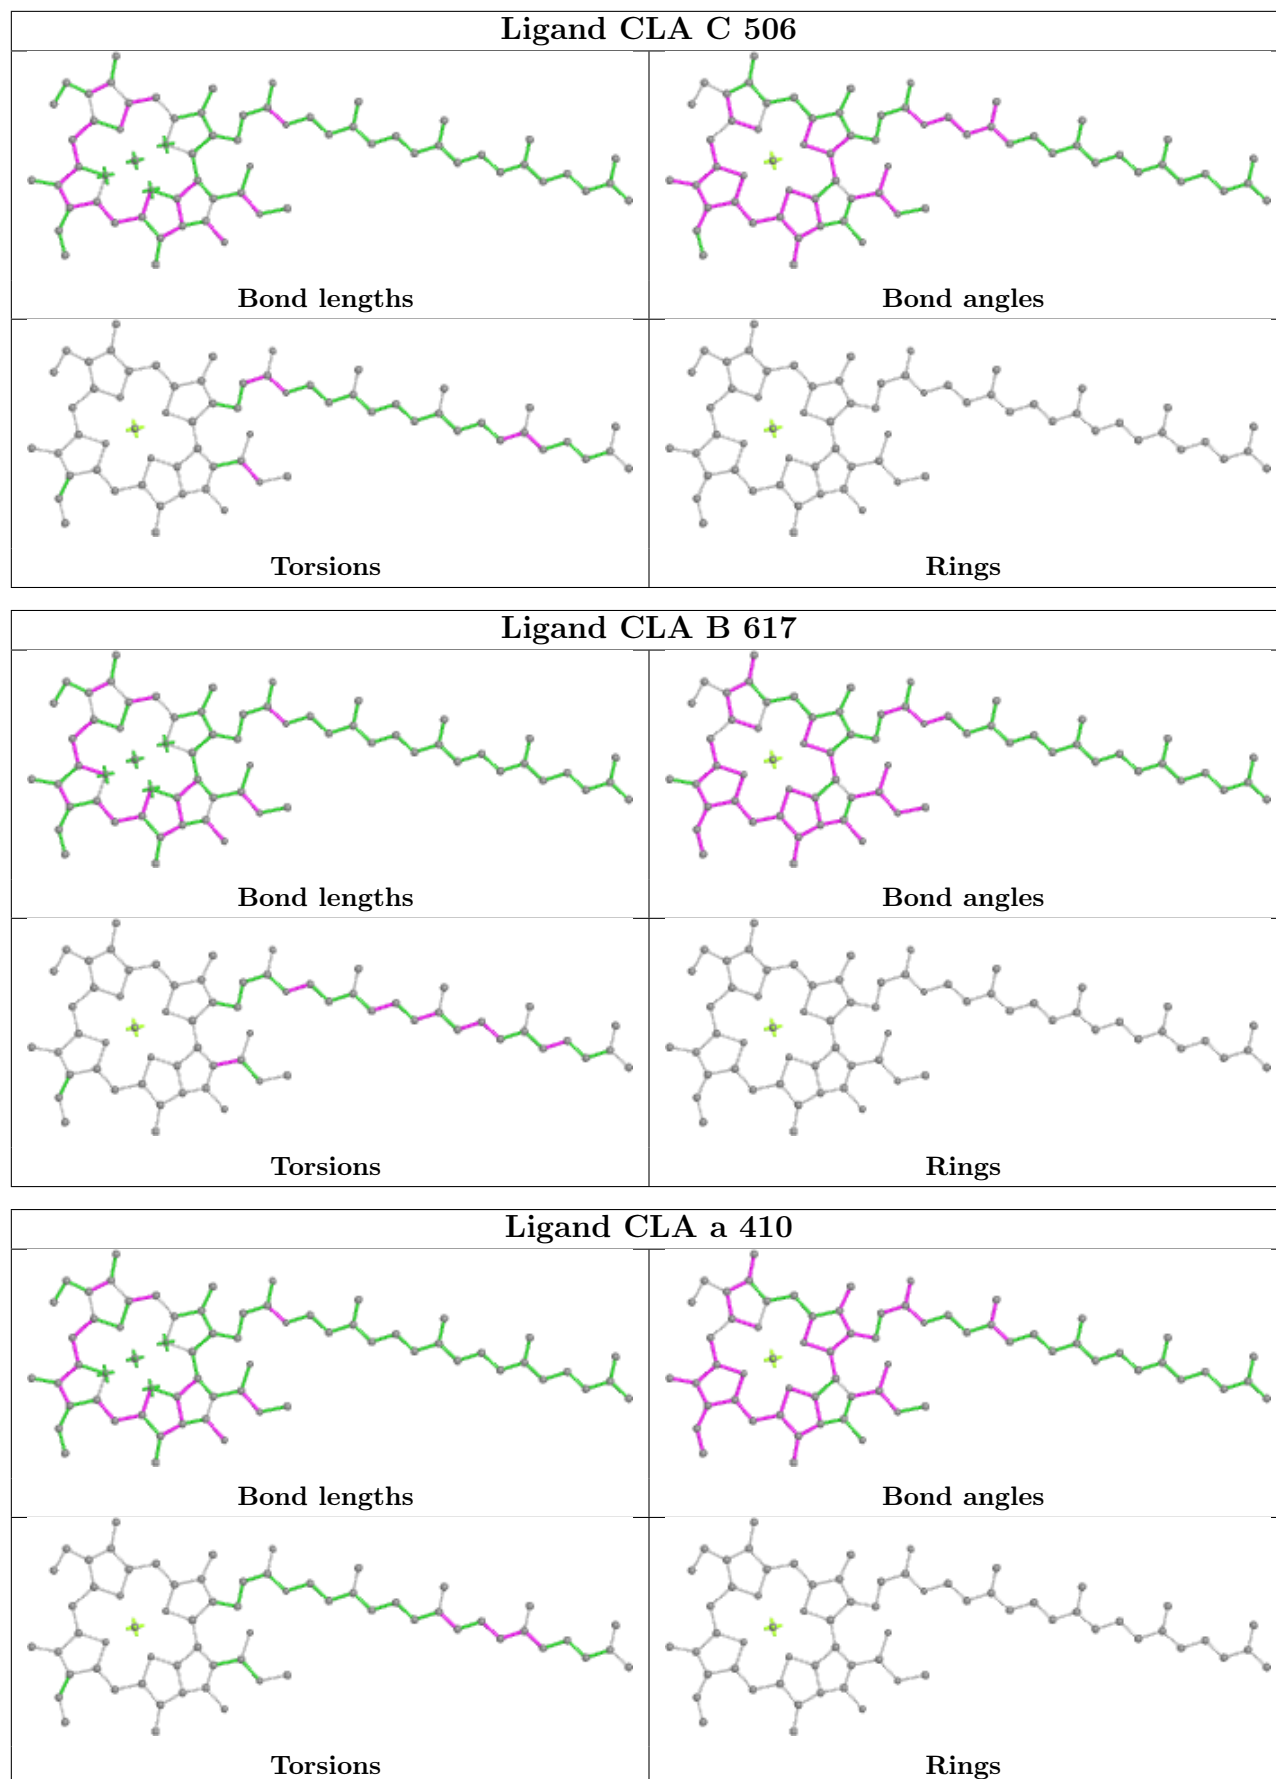 Ligand CLA C 506
Bond lengths
Bond angles
Torsions
Rings
Ligand CLA B 617
Bond lengths
Bond angles
Torsions
Rings
Ligand CLA a 410
Bond lengths
Bond angles
Torsions
Rings